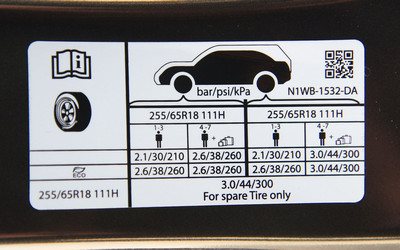 bar/psi/kPa N1WB-1532-DA
255/65R18 111H 255/65R18 111H
1-3 4-7 1-3 4-7
+ +
2.1/30/210 2.6/38/260 2.1/30/210 3.0/44/300
ECO 2.6/38/260 2.6/38/260 2.6/38/260 3.0/44/300
255/65R18 111H 3.0/44/300
For spare Tire only